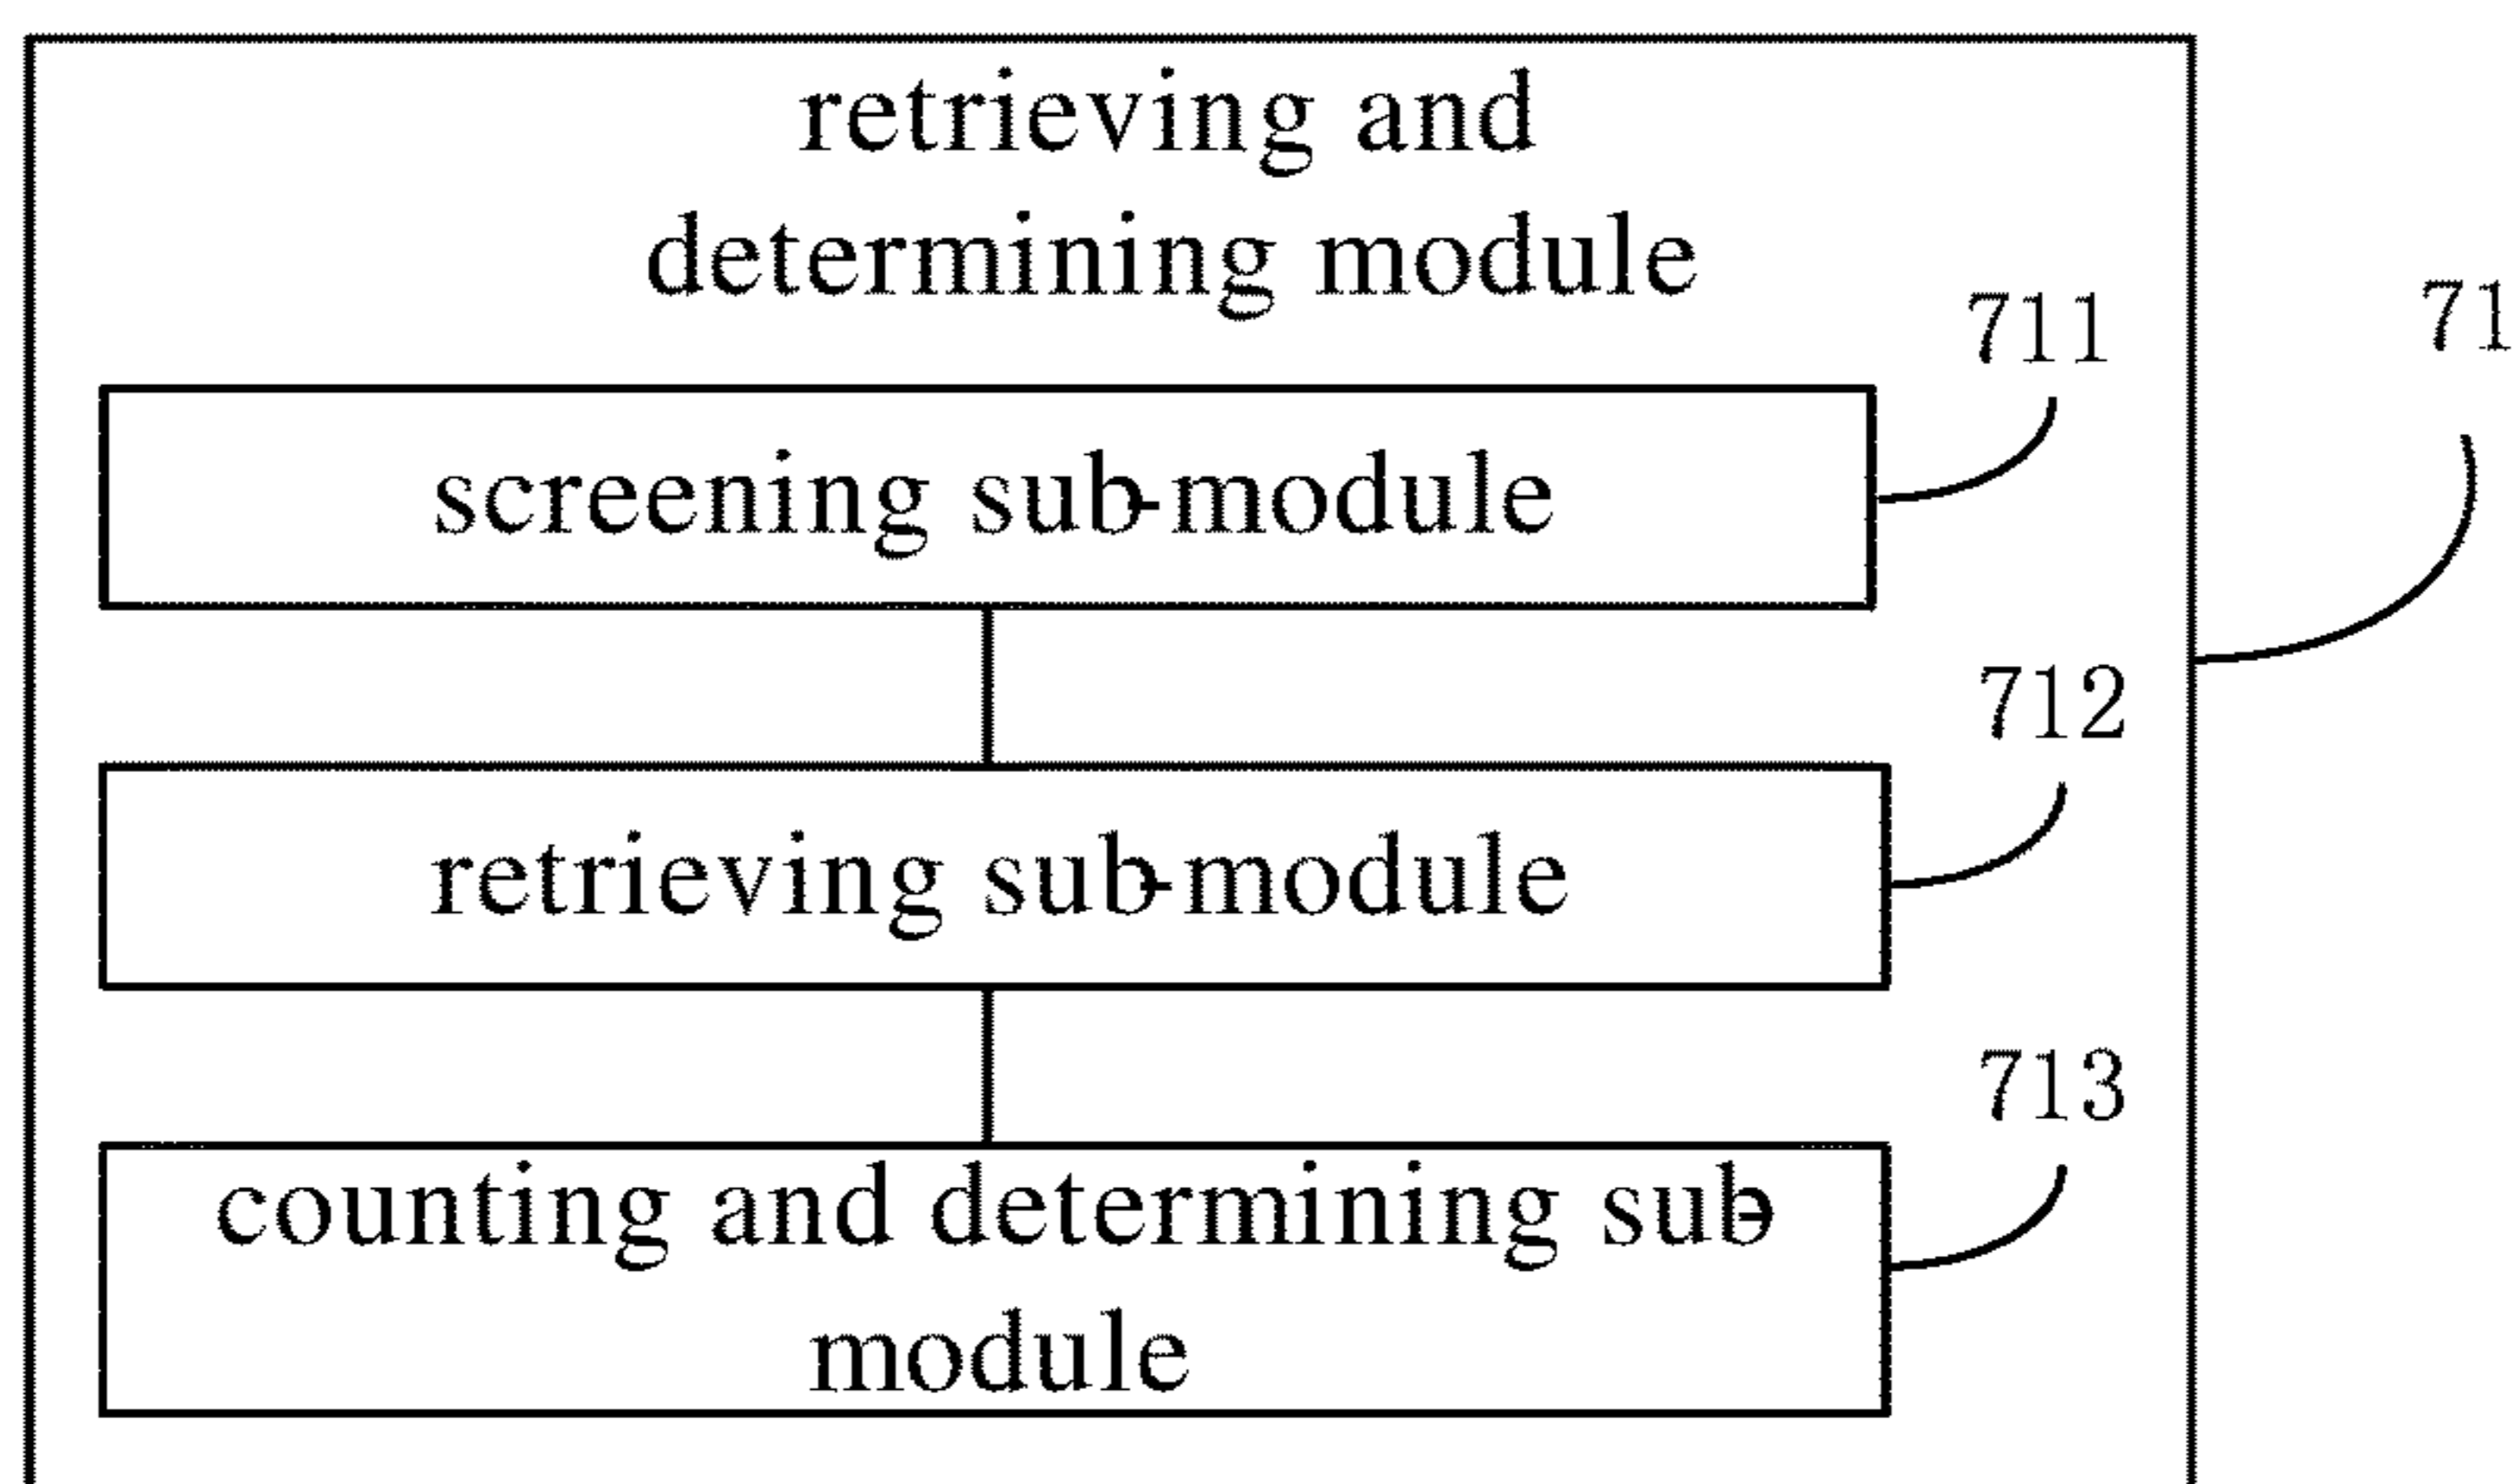 retrieving and
determining module
711
71
screening sub-module
712
retrieving sub-module
713
counting and determining sub-
module